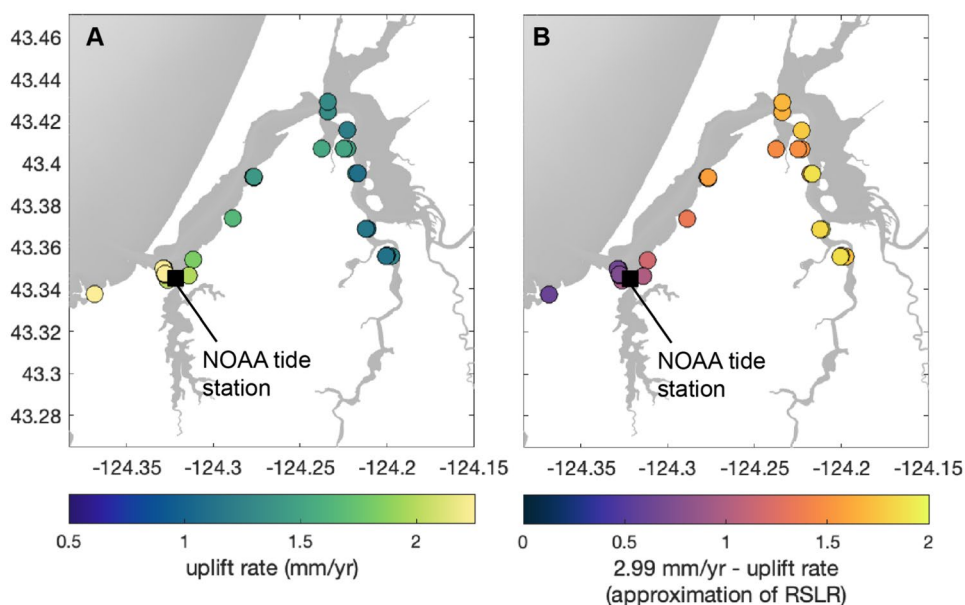 A
B
43.46
43.44
43.42
43.4
43.38
43.36
43.34
43.32
43.3
43.28
NOAA tide
station
NOAA tide
station
-124.35 -124.3 -124.25 -124.2 -124.15
-124.35 -124.3 -124.25 -124.2 -124.15
0.5 1 1.5 2
uplift rate (mm/yr)
0 0.5 1 1.5 2
2.99 mm/yr - uplift rate
(approximation of RSLR)